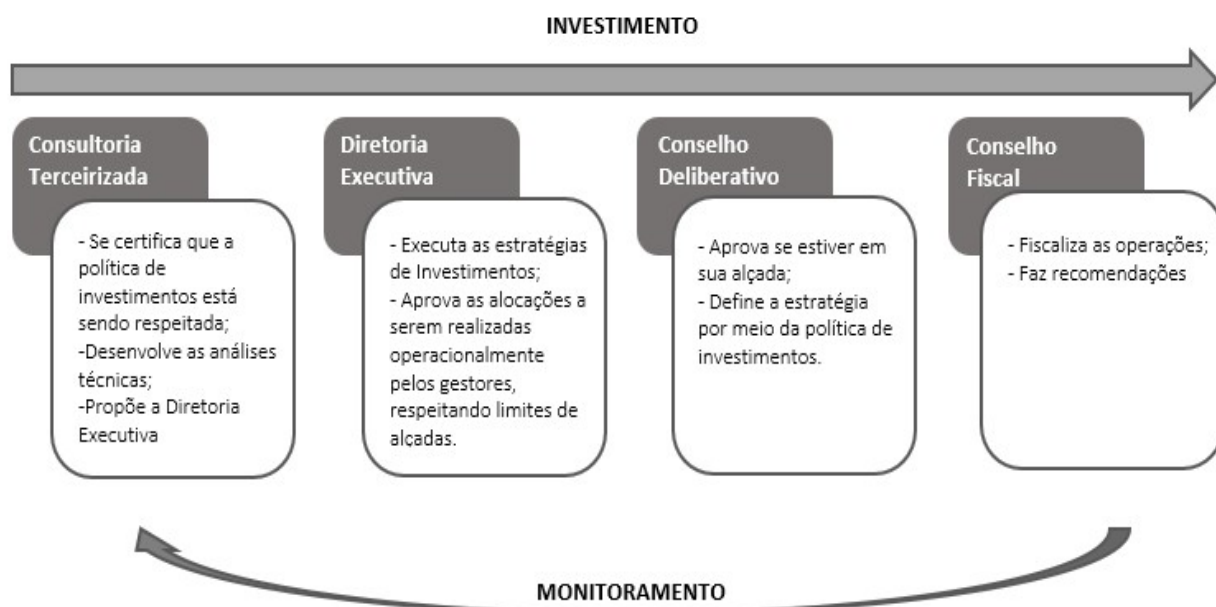 INVESTIMENTO
Consultoria
Terceirizada
- Se certifica que a
política de
investimentos está
sendo respeitada;
-Desenvolve as análises
técnicas;
-Propõe a Diretoria
Executiva
Diretoria
Executiva
- Executa as estratégias
de Investimentos;
- Aprova as alocações a
serem realizadas
operacionalmente
pelos gestores,
respeitando limites de
alçadas.
Conselho
Deliberativo
- Aprova se estiver em
sua alçada;
- Define a estratégia
por meio da política de
investimentos.
Conselho
Fiscal
- Fiscaliza as operações;
- Faz recomendações
MONITORAMENTO